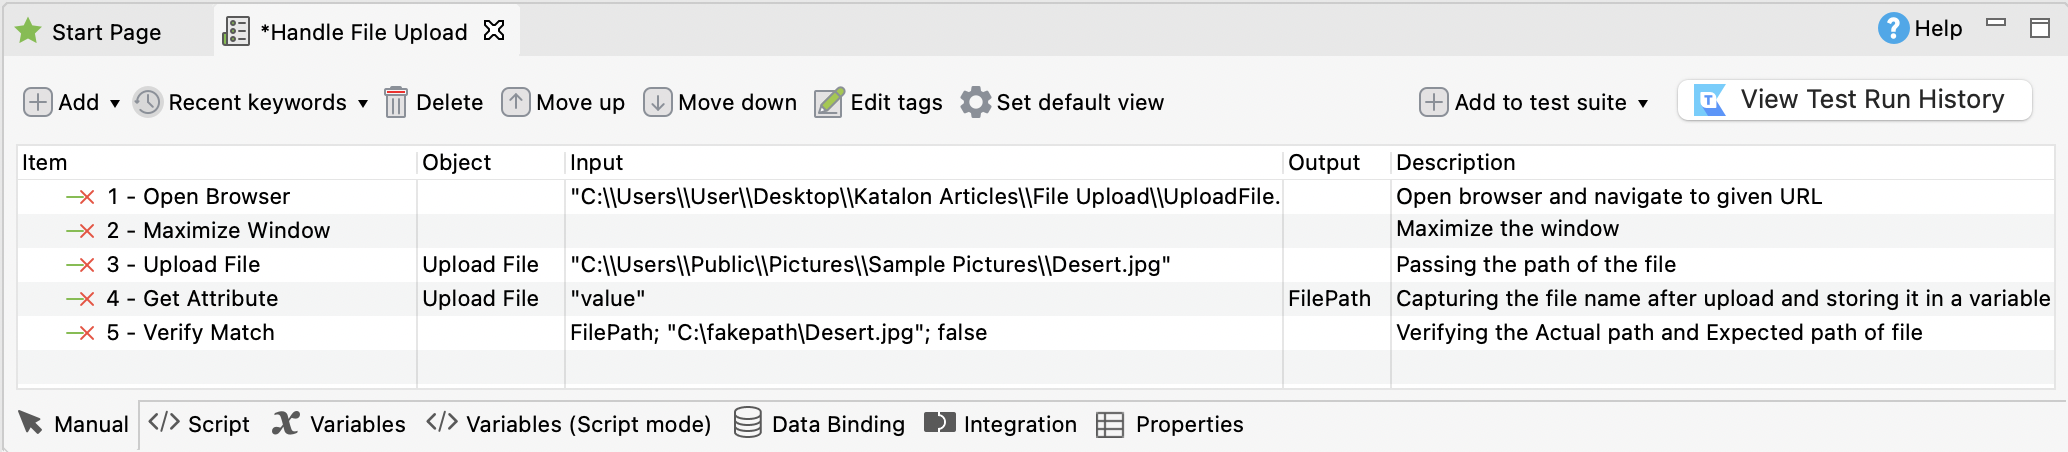 Start Page *Handle File Upload Help
Add Recent keywords Delete Move up Move down Edit tags Set default view Add to test suite View Test Run History
Item Object Input Output Description
1 - Open Browser "C:\\Users\\User\\Desktop\\Katalon Articles\\File Upload\\UploadFile. Open browser and navigate to given URL
2 - Maximize Window Maximize the window
3 - Upload File Upload File "C:\\Users\\Public\\Pictures\\Sample Pictures\\Desert.jpg" Passing the path of the file
4 - Get Attribute Upload File "value" FilePath Capturing the file name after upload and storing it in a variable
5 - Verify Match FilePath; "C:\fakepath\Desert.jpg"; false Verifying the Actual path and Expected path of file
Manual Script Variables Variables (Script mode) Data Binding Integration Properties